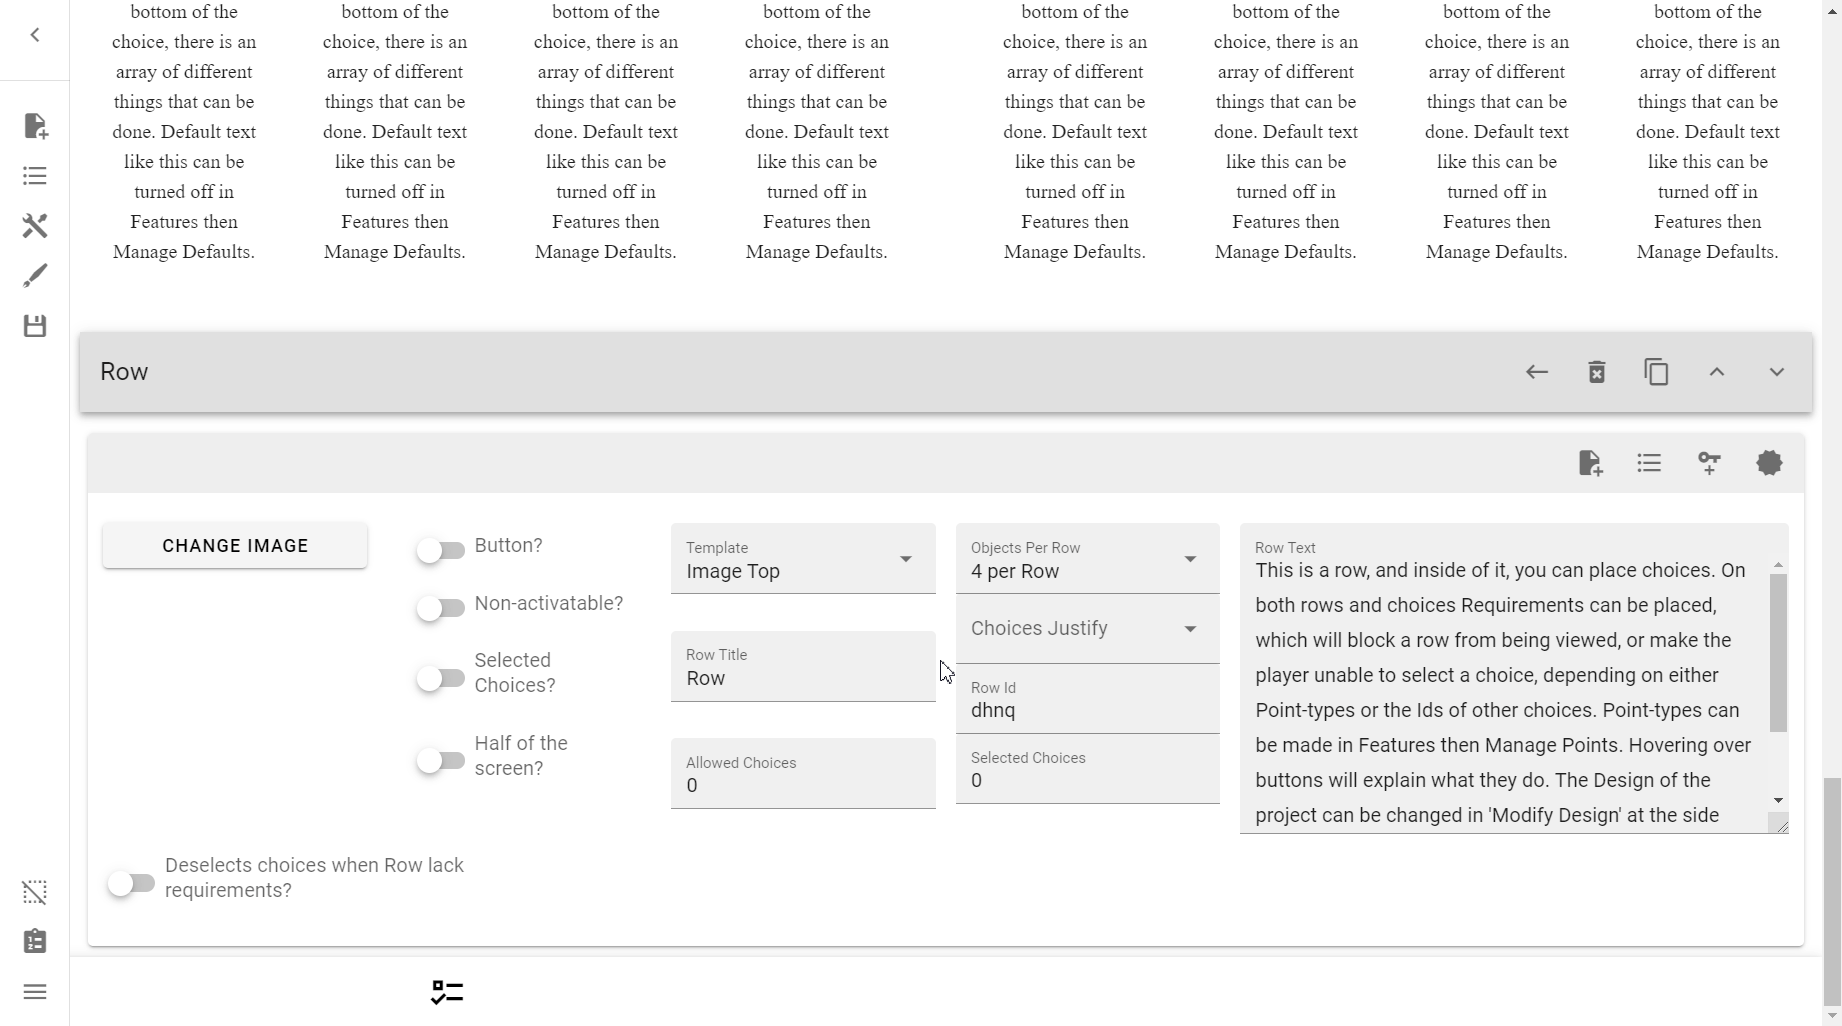 bottom of the bottom of the bottom of the bottom of the bottom of the bottom of the bottom of the bottom of the
choice, there is an choice, there is an choice, there is an choice, there is an choice, there is an choice, there is an choice, there is an choice, there is an
array of different array of different array of different array of different array of different array of different array of different array of different
things that can be things that can be things that can be things that can be things that can be things that can be things that can be things that can be
done. Default text done. Default text done. Default text done. Default text done. Default text done. Default text done. Default text done. Default text
like this can be like this can be like this can be like this can be like this can be like this can be like this can be like this can be
turned off in turned off in turned off in turned off in turned off in turned off in turned off in turned off in
Features then Features then Features then Features then Features then Features then Features then Features then
Manage Defaults. Manage Defaults. Manage Defaults. Manage Defaults. Manage Defaults. Manage Defaults. Manage Defaults. Manage Defaults.
Row
CHANGE IMAGE
Button?
Non-activatable?
Selected
Choices?
Half of the
screen?
Deselects choices when Row lack
requirements?
Template
Image Top
Row Title
Row
Allowed Choices
0
Objects Per Row
4 per Row
Choices Justify
Row Id
dhnq
Selected Choices
0
Row Text
This is a row, and inside of it, you can place choices. On
both rows and choices Requirements can be placed,
which will block a row from being viewed, or make the
player unable to select a choice, depending on either
Point-types or the Ids of other choices. Point-types can
be made in Features then Manage Points. Hovering over
buttons will explain what they do. The Design of the
project can be changed in 'Modify Design' at the side